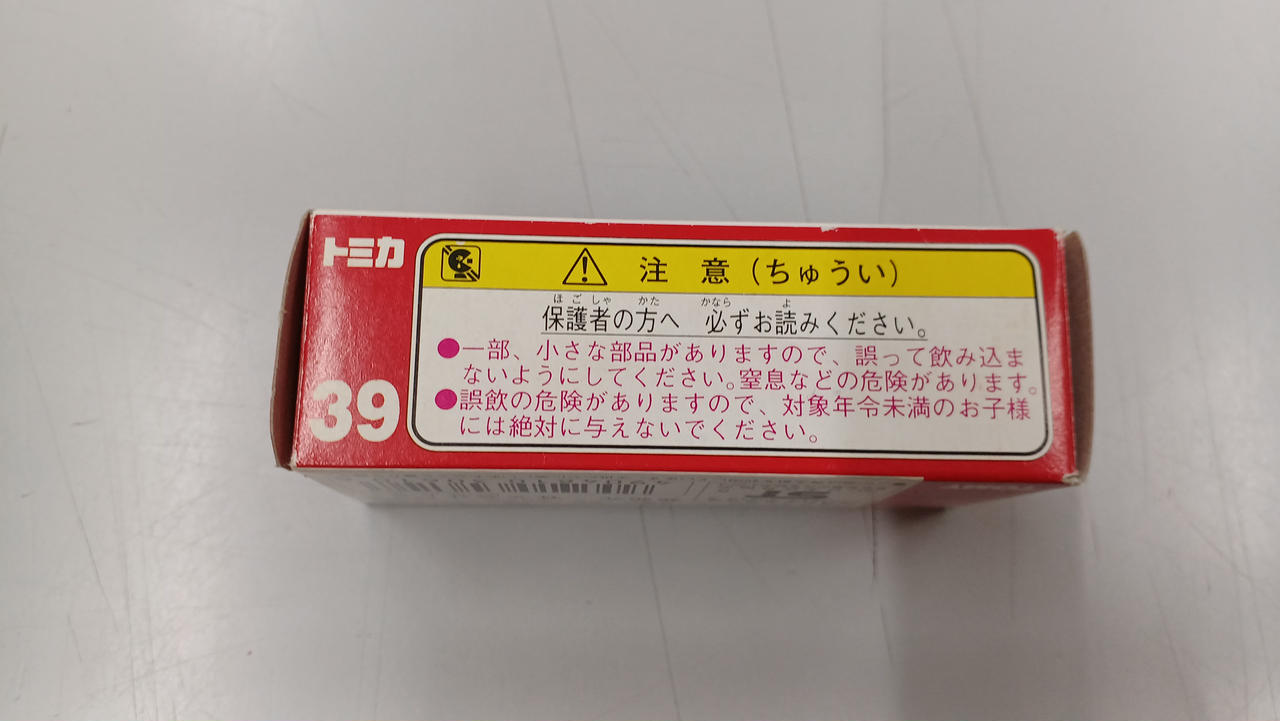 トミカ
39
注 意(ちゅうい)
ほ ご しゃ かた かなら よ
保護者の方へ 必ずお読みください。
●一部、小さな部品がありますので、誤って飲み込ま
ないようにしてください。窒息などの危険があります。
●誤飲の危険がありますので、対象年令未満のお子様
には絶対に与えないでください。